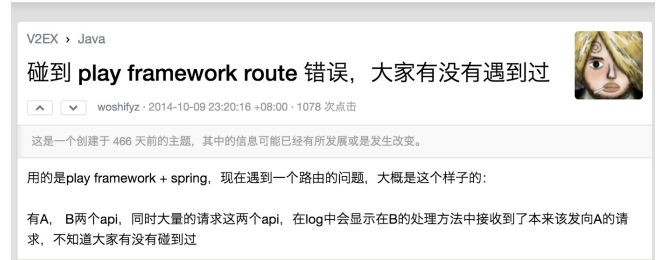 V2EX › Java
碰到 play framework route 错误，大家有没有遇到过
woshifyz · 2014-10-09 23:20:16 +08:00 · 1078 次点击
这是一个创建于 466 天前的主题，其中的信息可能已经有所发展或是发生改变。
用的是play framework + spring，现在遇到一个路由的问题，大概是这个样子的：
有A， B两个api，同时大量的请求这两个api，在log中会显示在B的处理方法中接收到了本来该发向A的请
求，不知道大家有没有碰到过